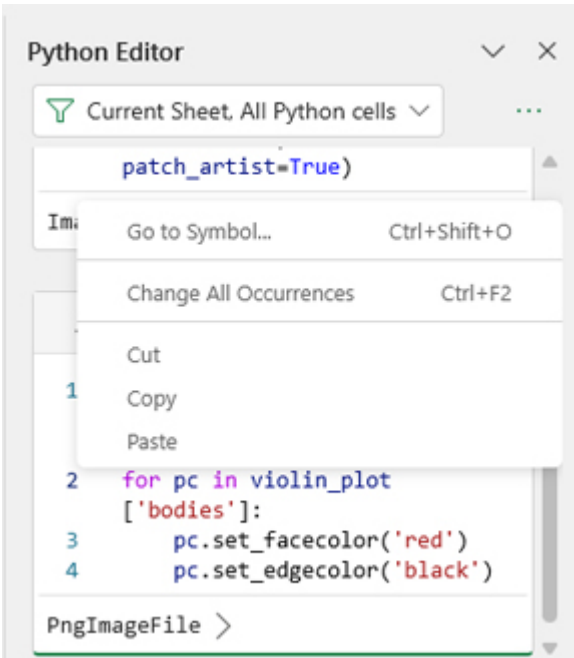 Python Editor
Current Sheet, All Python cells
patch_artist=True)
Go to Symbol... Ctrl+Shift+O
Change All Occurrences Ctrl+F2
Cut
1
Copy
Paste
2 for pc in violin_plot
['bodies']:
3 pc.set_facecolor('red')
4 pc.set_edgecolor('black')
PngImageFile